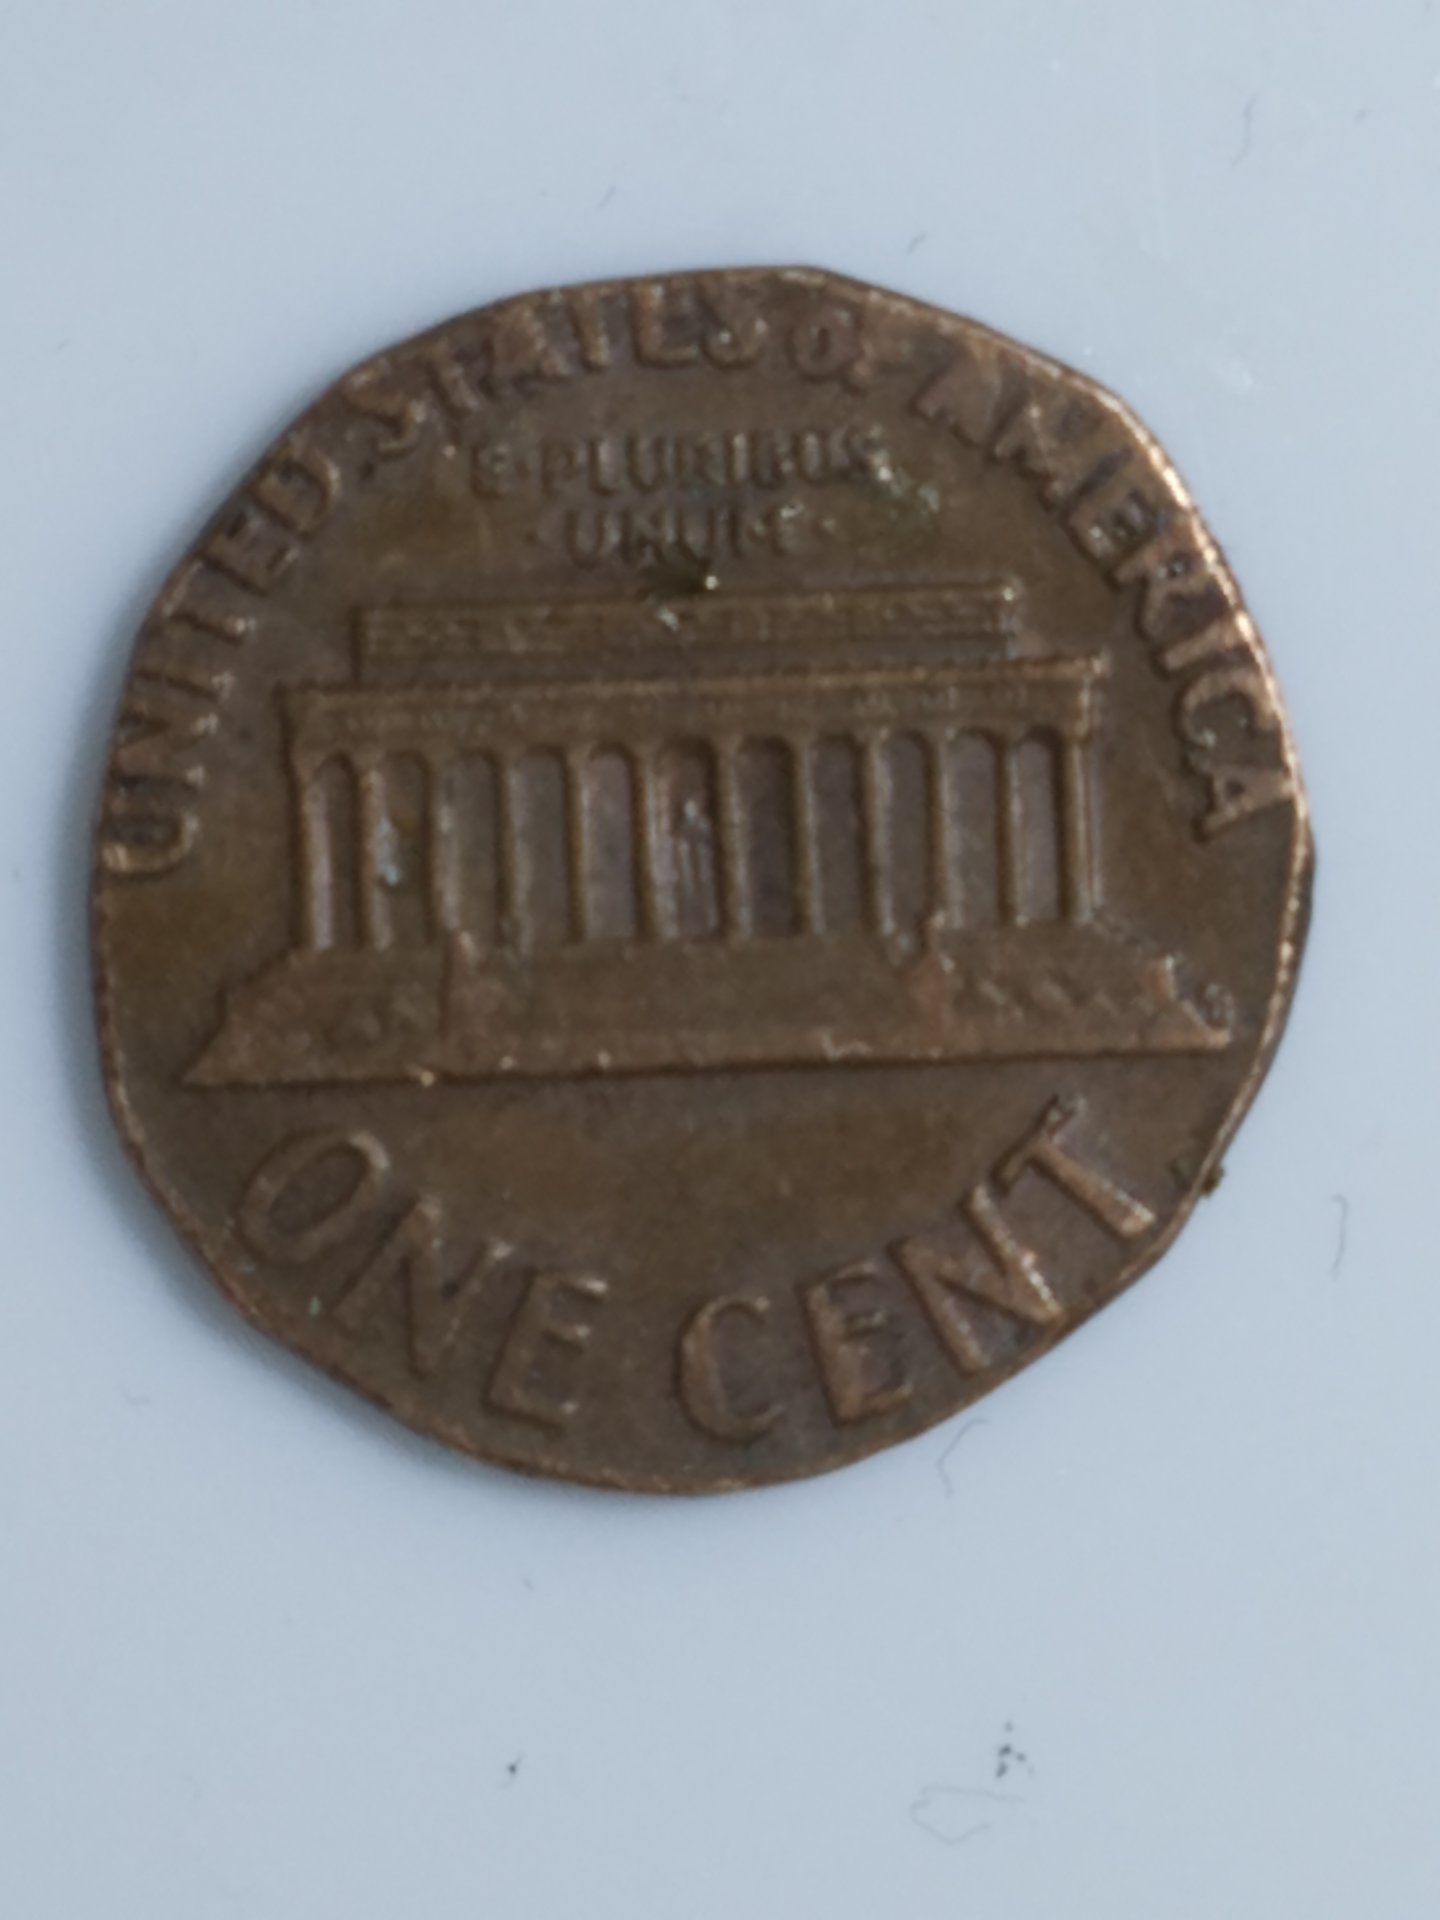 UNITED STATES OF AMERICA
E·PLURIBUS
·UNUM·
ONE CENT